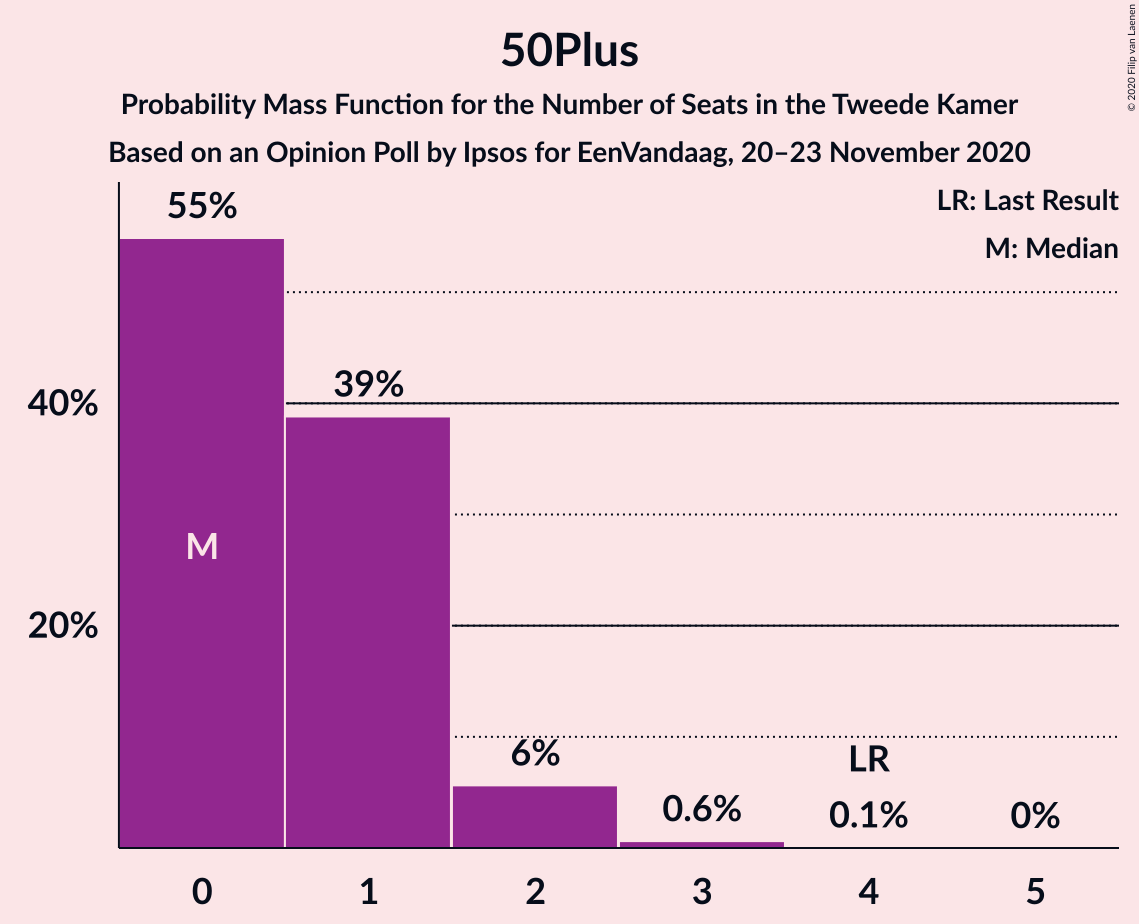 50Plus
Probability Mass Function for the Number of Seats in the Tweede Kamer
Based on an Opinion Poll by Ipsos for EenVandaag, 20–23 November 2020
© 2020 Filip van Laenen
LR: Last Result
M: Median
55%
39%
40%
M
20%
6%
LR
0.6%
0.1%
0%
0 1 2 3 4 5